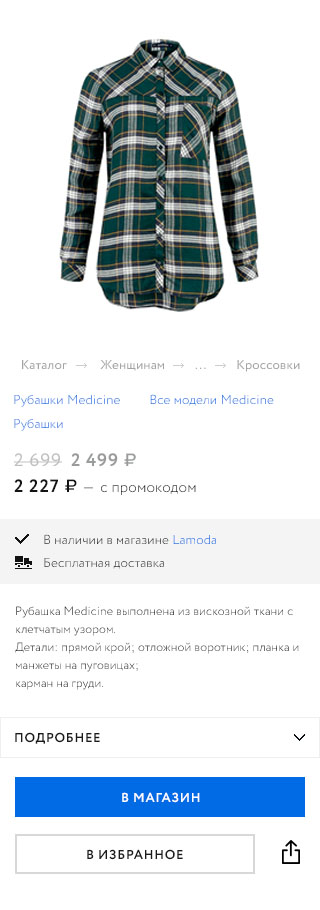 Каталог → Женщинам → ... → Кроссовки
Рубашки Medicine Все модели Medicine
Рубашки
2 699 2 499 ₽
2 227 ₽ — с промокодом
В наличии в магазине Lamoda
Бесплатная доставка
Рубашка Medicine выполнена из вискозной ткани с
клетчатым узором.
Детали: прямой крой; отложной воротник; планка и
манжеты на пуговицах;
карман на груди.
ПОДРОБНЕЕ
В МАГАЗИН
В ИЗБРАННОЕ